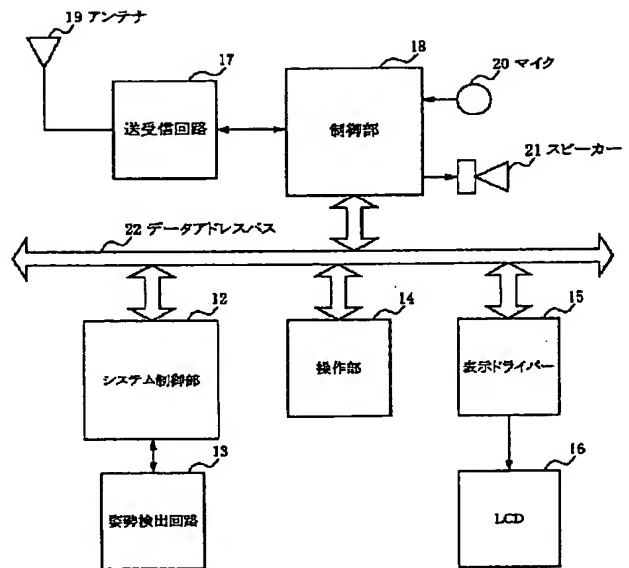 19 アンテナ
17
送受信回路
18
制御部
20 マイク
21 スピーカー
22 データアドレスバス
12
システム制御部
14
操作部
15
表示ドライバー
13
姿勢検出回路
16
LCD